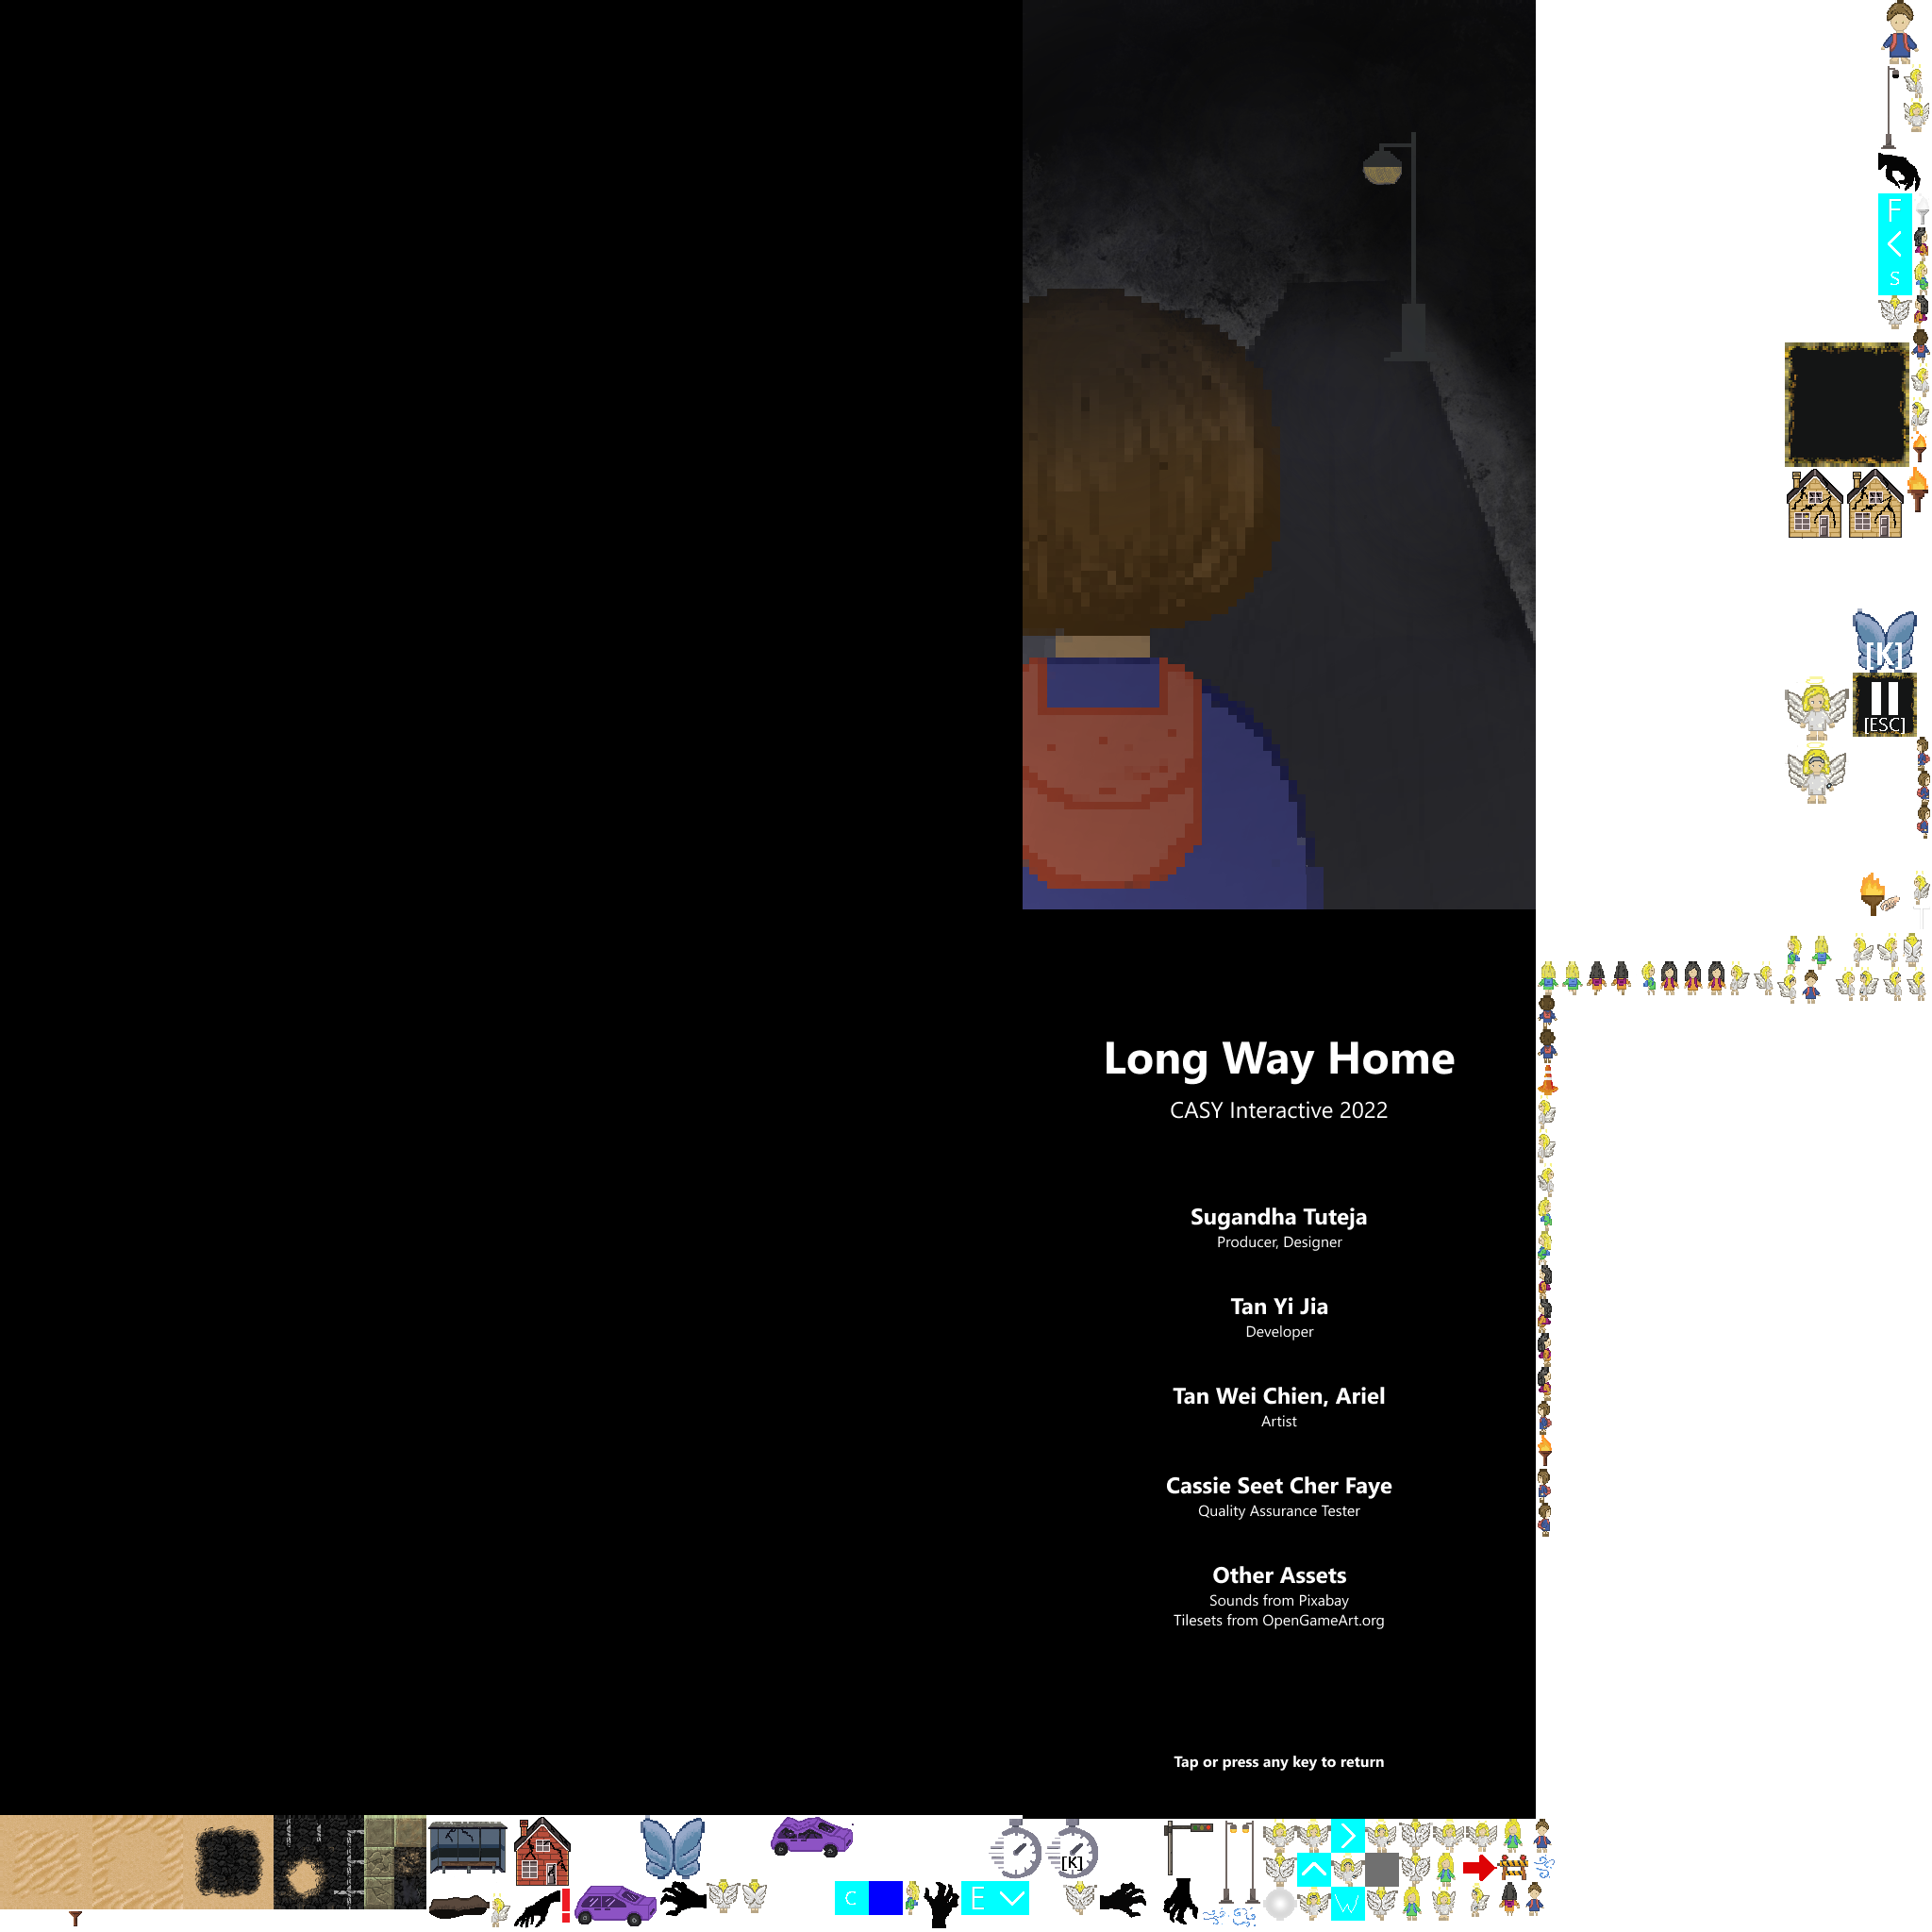 F
S
[K]
[ESC]
Long Way Home
CASY Interactive 2022
Sugandha Tuteja
Producer, Designer
Tan Yi Jia
Developer
Tan Wei Chien, Ariel
Artist
Cassie Seet Cher Faye
Quality Assurance Tester
Other Assets
Sounds from Pixabay
Tilesets from OpenGameArt.org
Tap or press any key to return
[K]
!
C
E
W